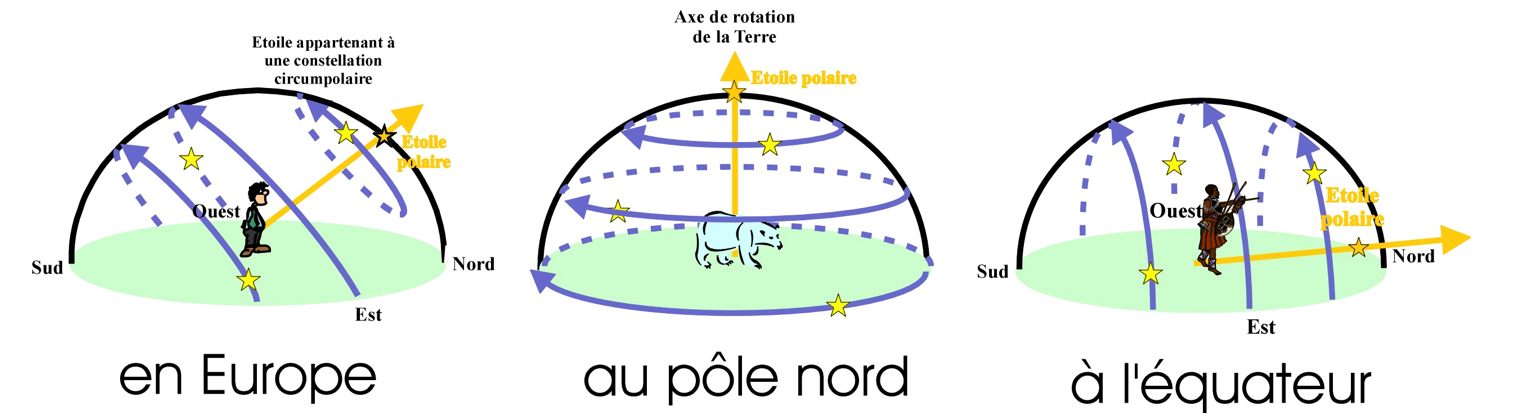 Etoile appartenant à
une constellation
circumpolaire
Etoile
polaire
Ouest
Sud
Nord
Est
en Europe
Axe de rotation
de la Terre
Etoile polaire
au pôle nord
Etoile
polaire
Ouest
Sud
Nord
Est
à l'équateur